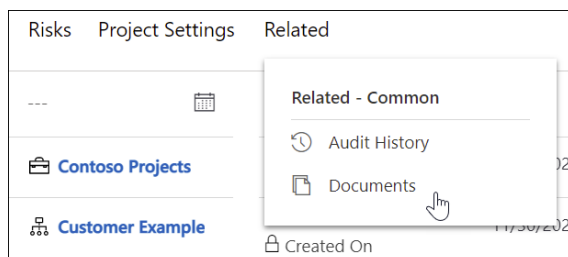 Risks Project Settings Related
---
Related - Common
Audit History
Contoso Projects
Documents
Customer Example
Created On